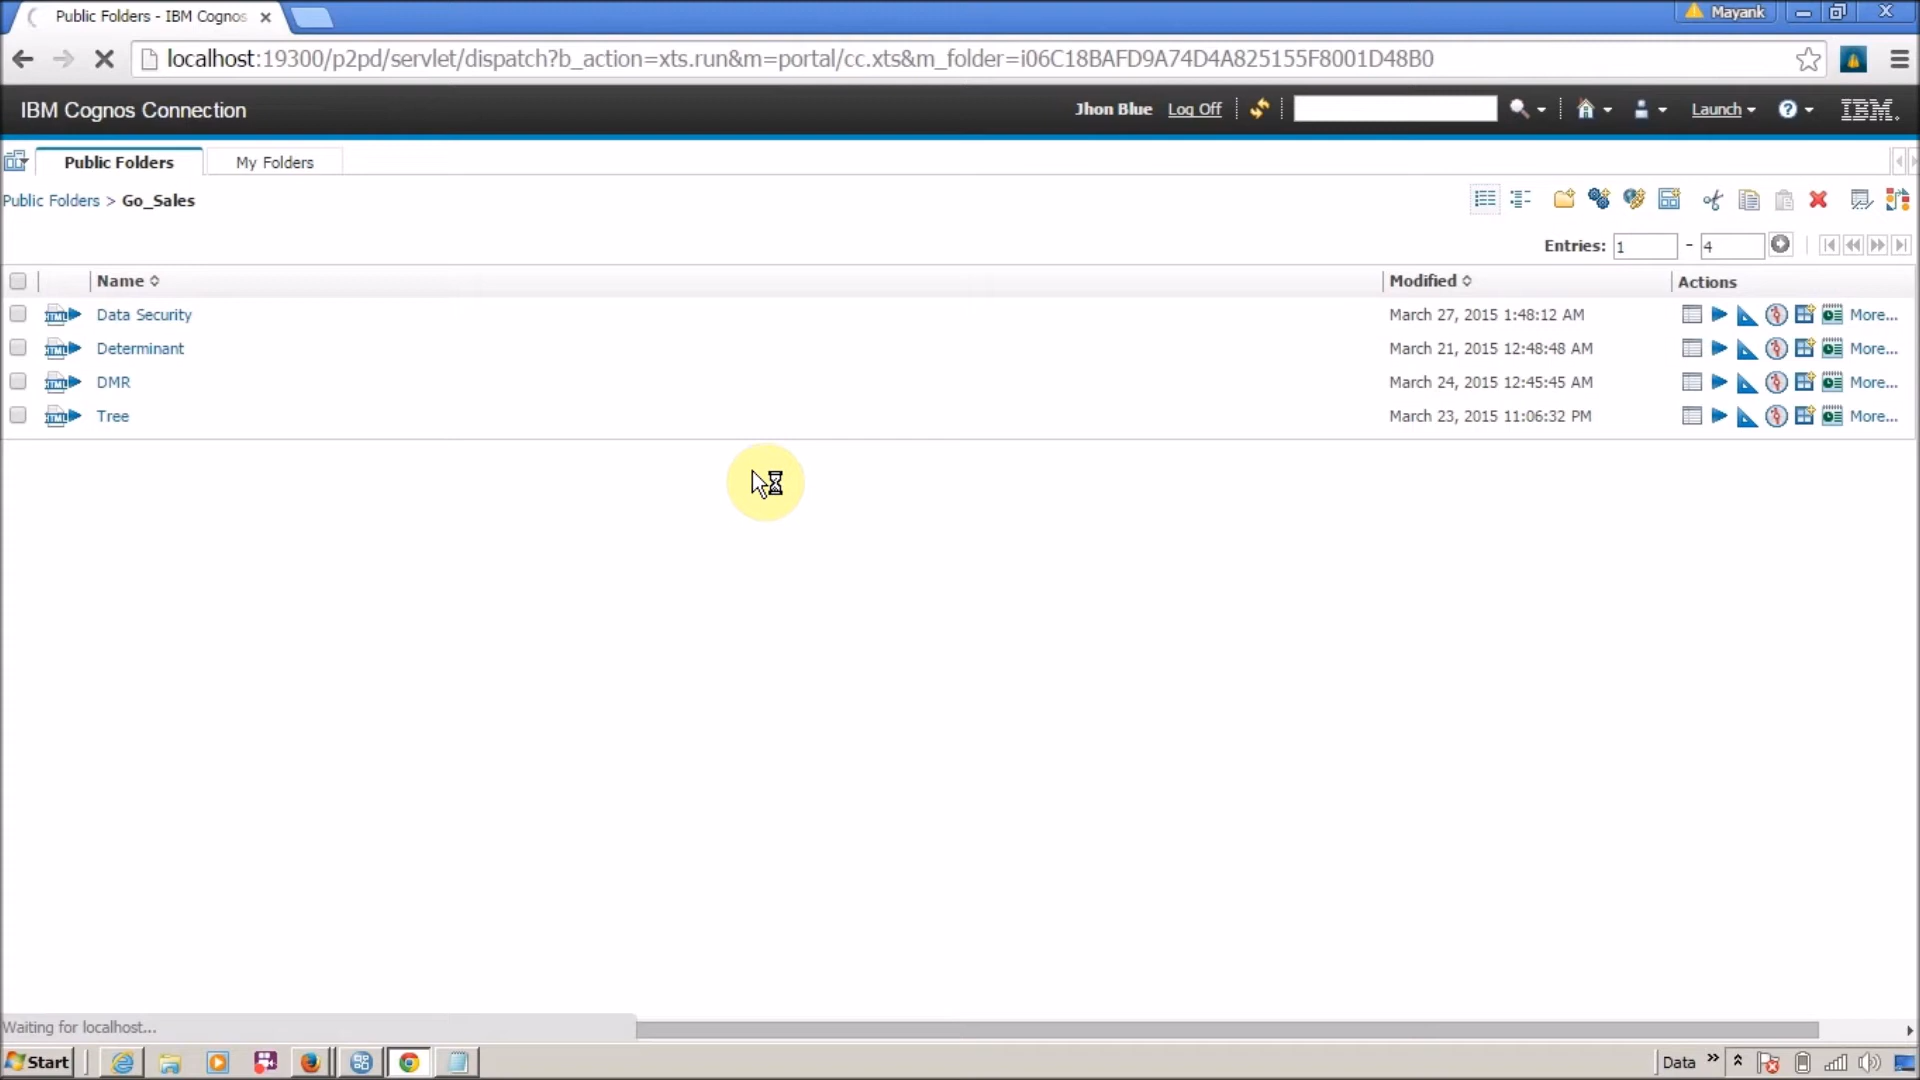 Public Folders - IBM Cognos
Mayank
localhost:19300/p2pd/servlet/dispatch?b_action=xts.run&m=portal/cc.xts&m_folder=i06C18BAFD9A74D4A825155F8001D48B0
IBM Cognos Connection
Jhon Blue Log Off
Launch
IBM.
Public Folders
My Folders
Public Folders > Go_Sales
Entries: 1 - 4
Name Modified Actions
HTML Data Security March 27, 2015 1:48:12 AM More...
HTML Determinant March 21, 2015 12:48:48 AM More...
HTML DMR March 24, 2015 12:45:45 AM More...
HTML Tree March 23, 2015 11:06:32 PM More...
Waiting for localhost...
Start
Data